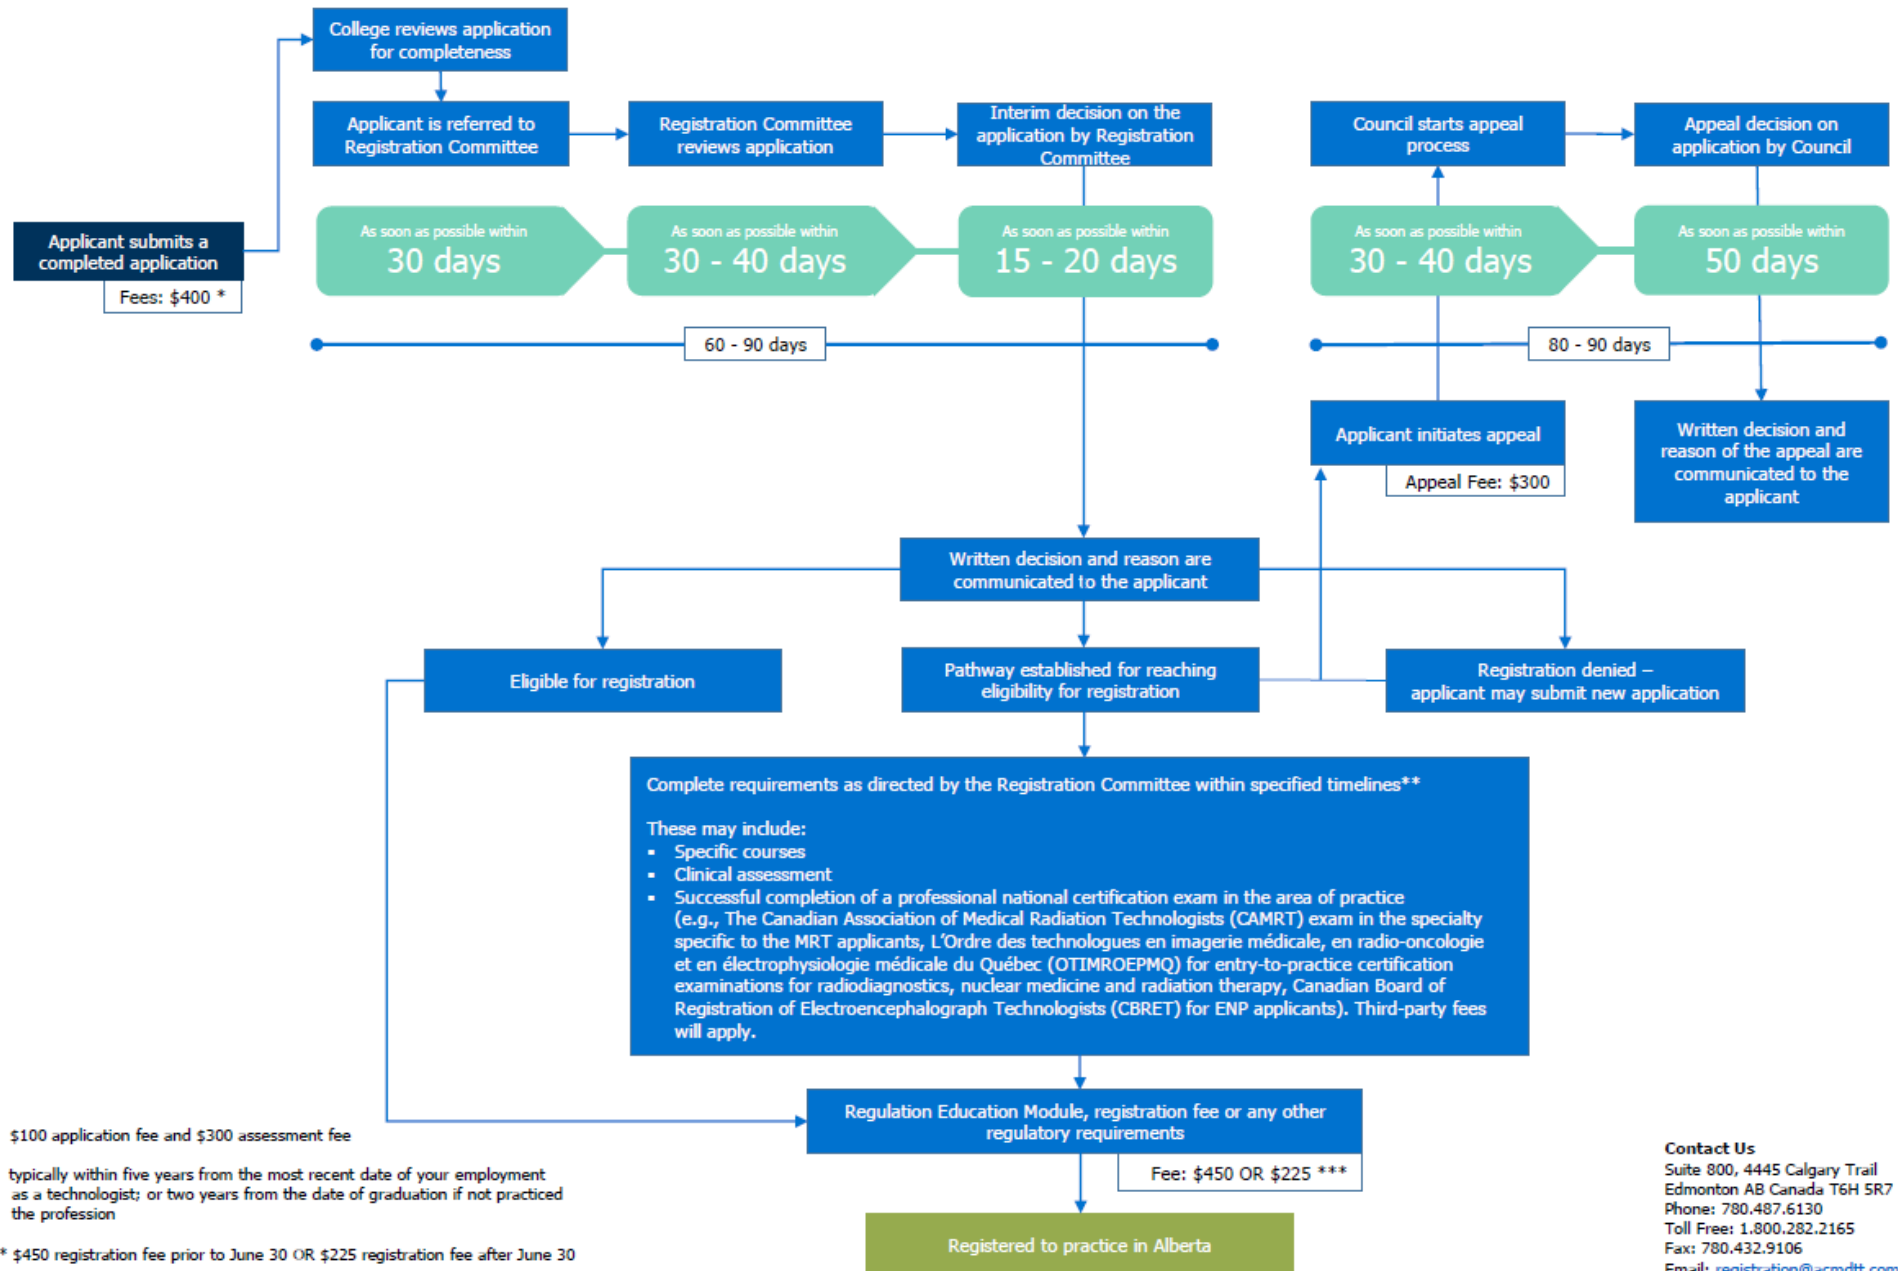 College reviews application
for completeness
Applicant is referred to
Registration Committee
Registration Committee
reviews application
Interim decision on the
application by Registration
Committee
Council starts appeal
process
Appeal decision on
application by Council
Applicant submits a
completed application
Fees: $400 *
As soon as possible within
30 days
As soon as possible within
30 - 40 days
As soon as possible within
15 - 20 days
As soon as possible within
30 - 40 days
As soon as possible within
50 days
60 - 90 days
80 - 90 days
Applicant initiates appeal
Appeal Fee: $300
Written decision and
reason of the appeal are
communicated to the
applicant
Written decision and reason are
communicated to the applicant
Eligible for registration
Pathway established for reaching
eligibility for registration
Registration denied –
applicant may submit new application
Complete requirements as directed by the Registration Committee within specified timelines**
These may include:
▪ Specific courses
▪ Clinical assessment
▪ Successful completion of a professional national certification exam in the area of practice
(e.g., The Canadian Association of Medical Radiation Technologists (CAMRT) exam in the specialty
specific to the MRT applicants, L’Ordre des technologues en imagerie médicale, en radio-oncologie
et en électrophysiologie médicale du Québec (OTIMROEPMQ) for entry-to-practice certification
examinations for radiodiagnostics, nuclear medicine and radiation therapy, Canadian Board of
Registration of Electroencephalograph Technologists (CBRET) for ENP applicants). Third-party fees
will apply.
Regulation Education Module, registration fee or any other
regulatory requirements
Fee: $450 OR $225 ***
Registered to practice in Alberta
$100 application fee and $300 assessment fee
typically within five years from the most recent date of your employment
as a technologist; or two years from the date of graduation if not practiced
the profession
* $450 registration fee prior to June 30 OR $225 registration fee after June 30
Contact Us
Suite 800, 4445 Calgary Trail
Edmonton AB Canada T6H 5R7
Phone: 780.487.6130
Toll Free: 1.800.282.2165
Fax: 780.432.9106
Email: registration@acmdtt.com